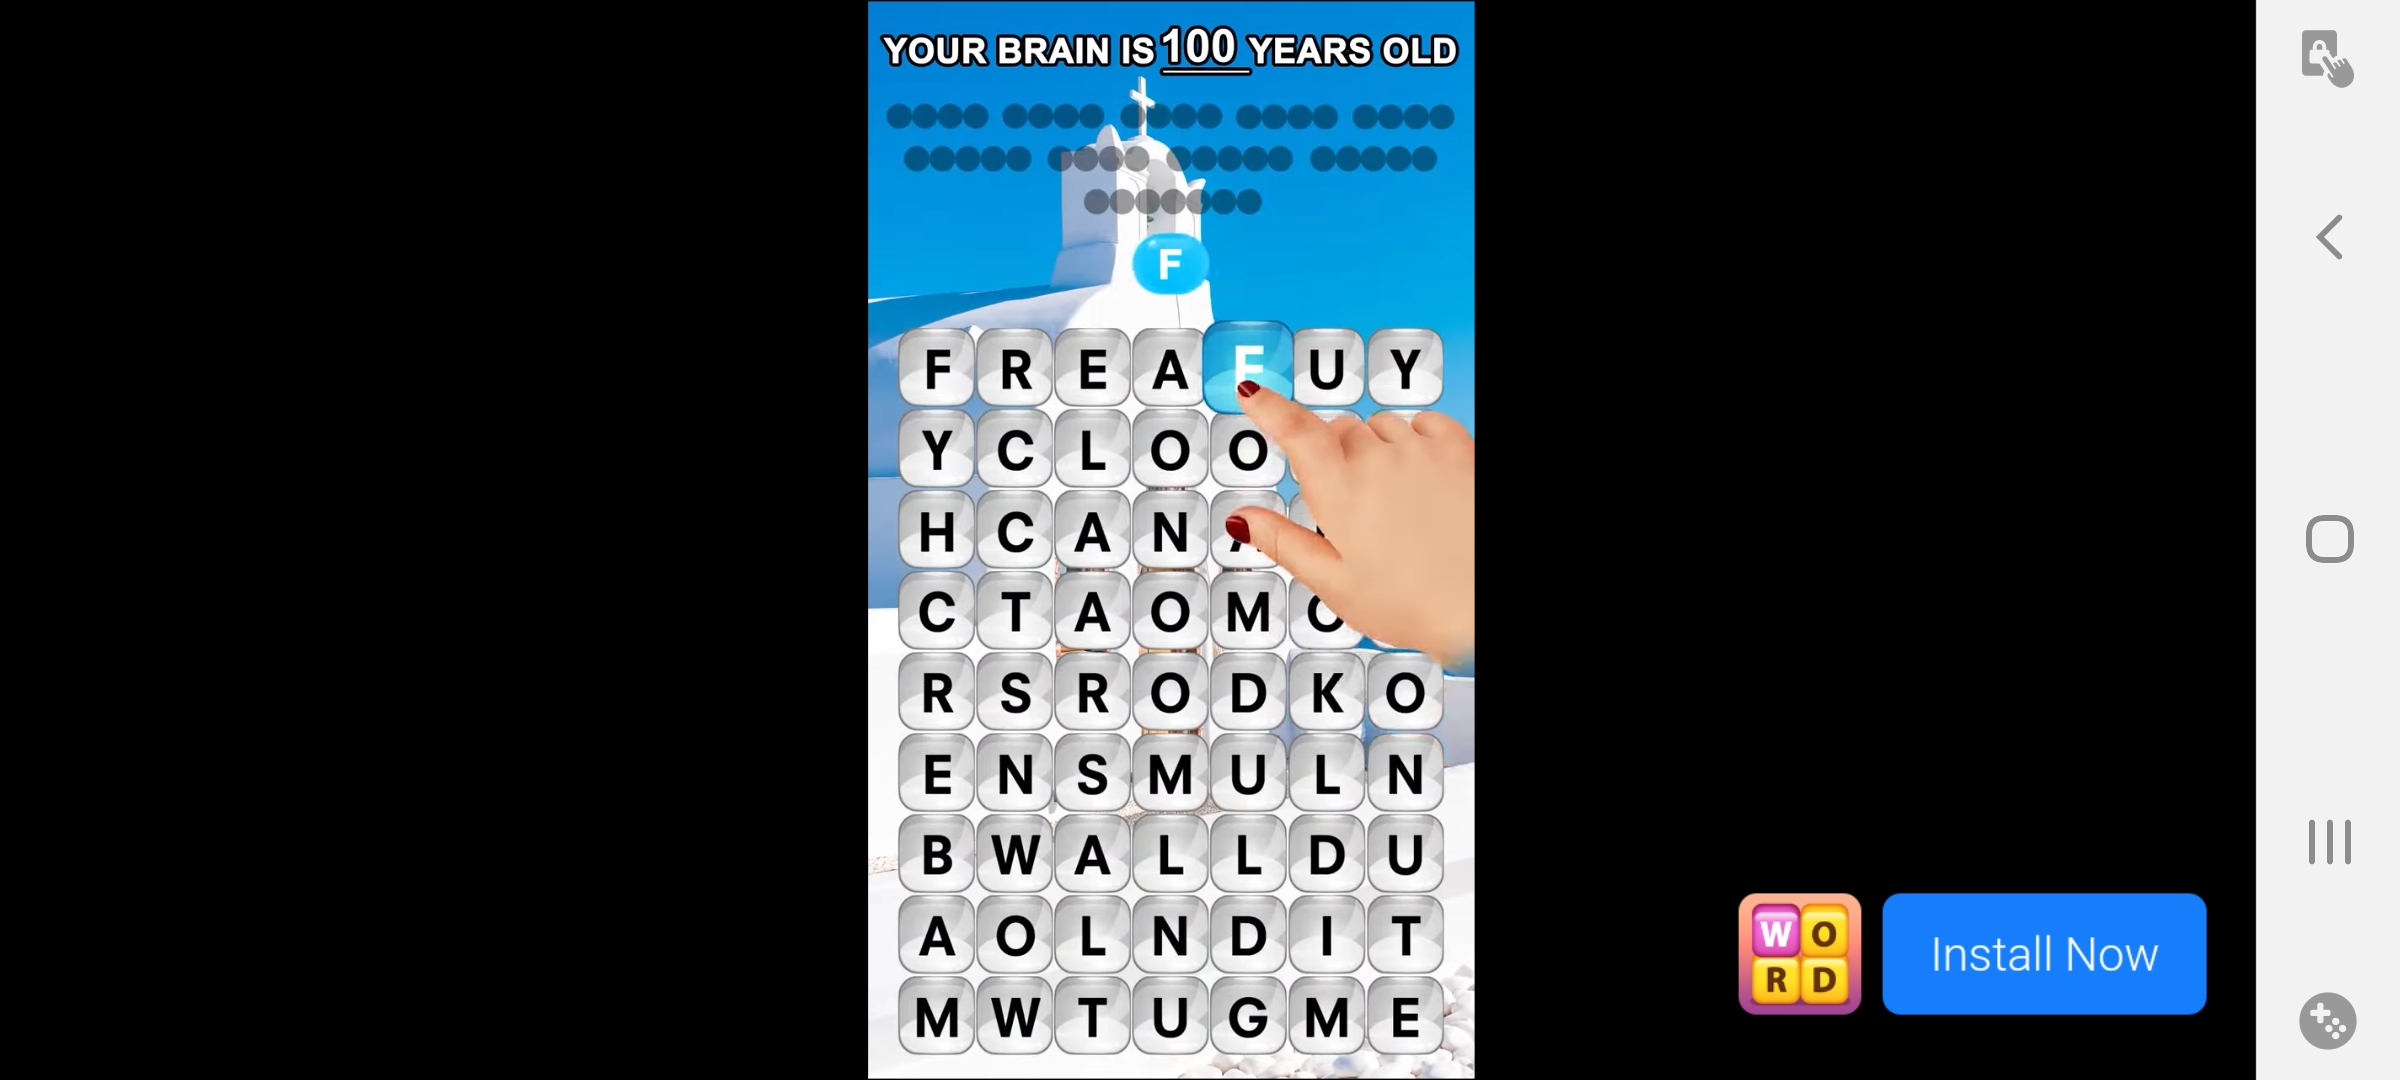 YOUR BRAIN IS 100 YEARS OLD
F
F R E A F U Y
Y C L O O
H C A N A
C T A O M
R S R O D K O
E N S M U L N
B W A L L D U
A O L N D I T
M W T U G M E
W O
R D
Install Now